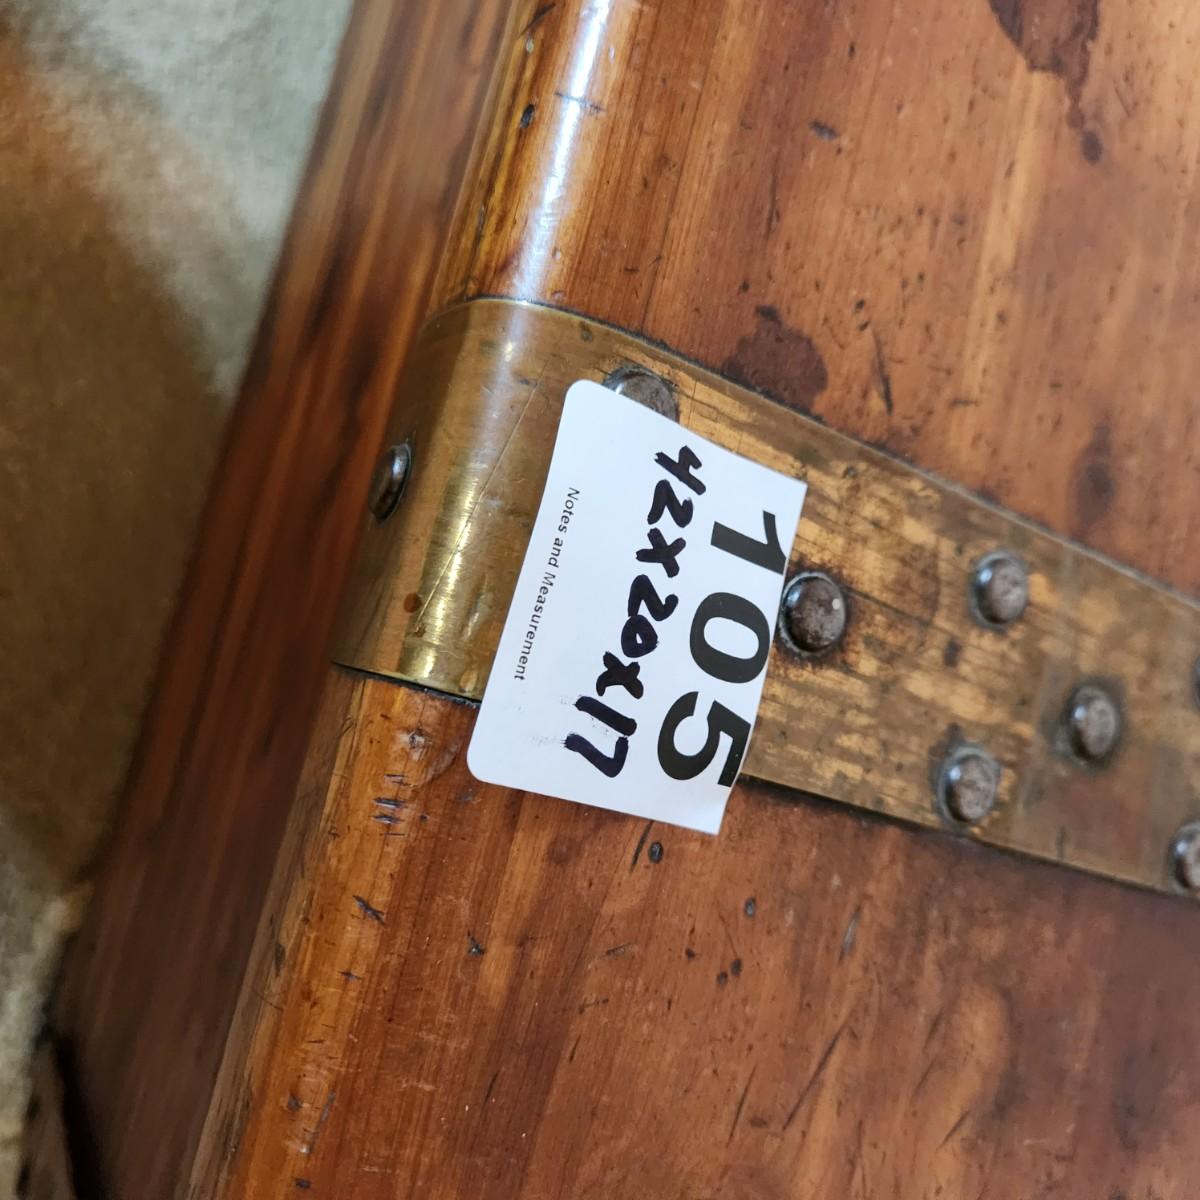 105
42x20x17
Notes and Measurement